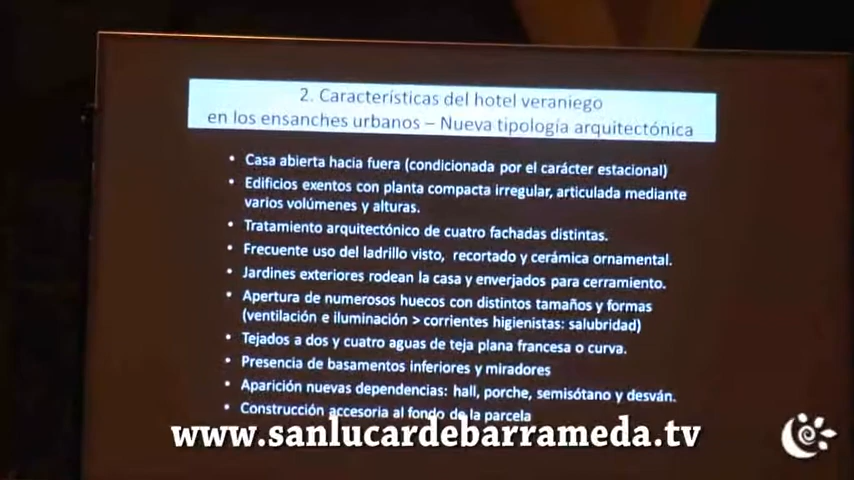 2. Características del hotel veraniego
en los ensanches urbanos – Nueva tipología arquitectónica
• Casa abierta hacia fuera (condicionada por el carácter estacional)
• Edificios exentos con planta compacta irregular, articulada mediante
varios volúmenes y alturas.
• Tratamiento arquitectónico de cuatro fachadas distintas.
• Frecuente uso del ladrillo visto, recortado y cerámica ornamental.
• Jardines exteriores rodean la casa y enverjados para cerramiento.
• Apertura de numerosos huecos con distintos tamaños y formas
(ventilación e iluminación > corrientes higienistas: salubridad)
• Tejados a dos y cuatro aguas de teja plana francesa o curva.
• Presencia de basamentos inferiores y miradores
• Aparición nuevas dependencias: hall, porche, semisótano y desván.
• Construcción accesoria al fondo de la parcela
www.sanlucardebarrameda.tv